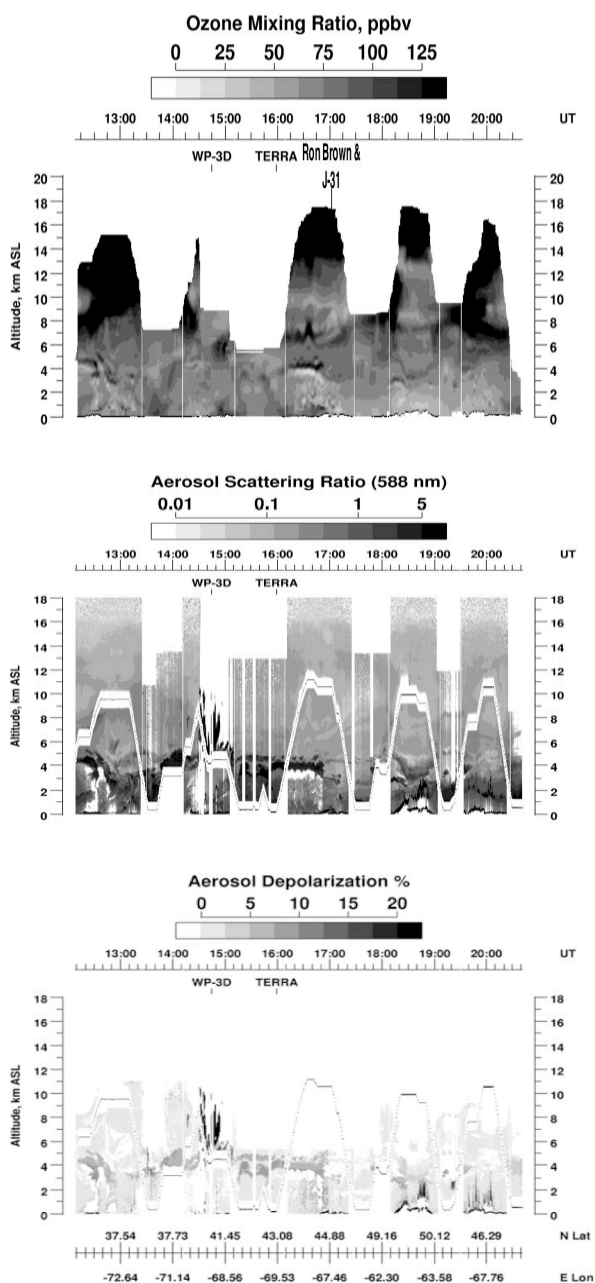 Ozone Mixing Ratio, ppbv
0 25 50 75 100 125
13:00 14:00 15:00 16:00 17:00 18:00 19:00 20:00 UT
WP-3D TERRA Ron Brown &
J-31
20 20
18 18
16 16
14 14
12 12
10 10
8 8
6 6
4 4
2 2
0 0
Altitude, km ASL
Aerosol Scattering Ratio (588 nm)
0.01 0.1 1 5
13:00 14:00 15:00 16:00 17:00 18:00 19:00 20:00 UT
WP-3D TERRA
18 18
16 16
14 14
12 12
10 10
8 8
6 6
4 4
2 2
0 0
Altitude, km ASL
Aerosol Depolarization %
0 5 10 15 20
13:00 14:00 15:00 16:00 17:00 18:00 19:00 20:00 UT
WP-3D TERRA
18 18
16 16
14 14
12 12
10 10
8 8
6 6
4 4
2 2
0 0
Altitude, km ASL
37.54 37.73 41.45 43.08 44.88 49.16 50.12 46.29 N Lat
-72.64 -71.14 -68.56 -69.53 -67.46 -62.30 -63.58 -67.76 E Lon